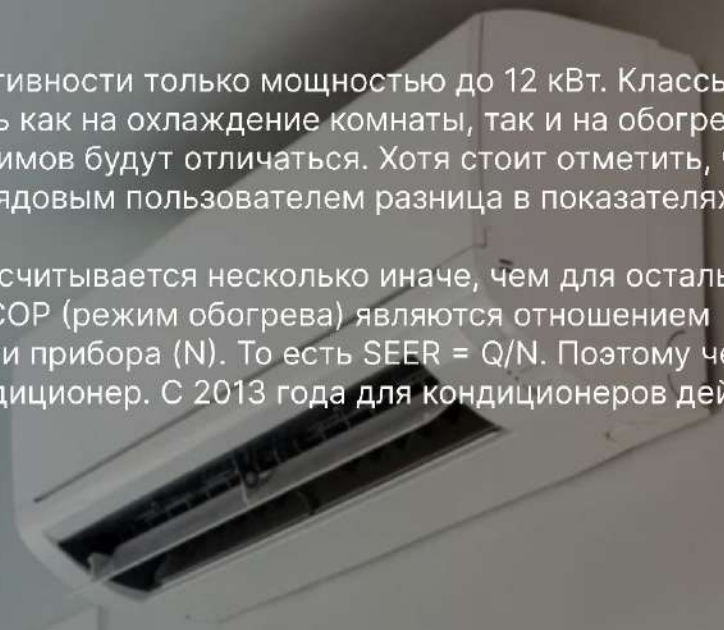 тивности только мощностью до 12 кВт. Классы
ь как на охлаждение комнаты, так и на обогре
имов будут отличаться. Хотя стоит отметить,
ядовым пользователем разница в показателях
считывается несколько иначе, чем для осталь
СОР (режим обогрева) являются отношением
и прибора (N). То есть SEER = Q/N. Поэтому че
диционер. С 2013 года для кондиционеров дей